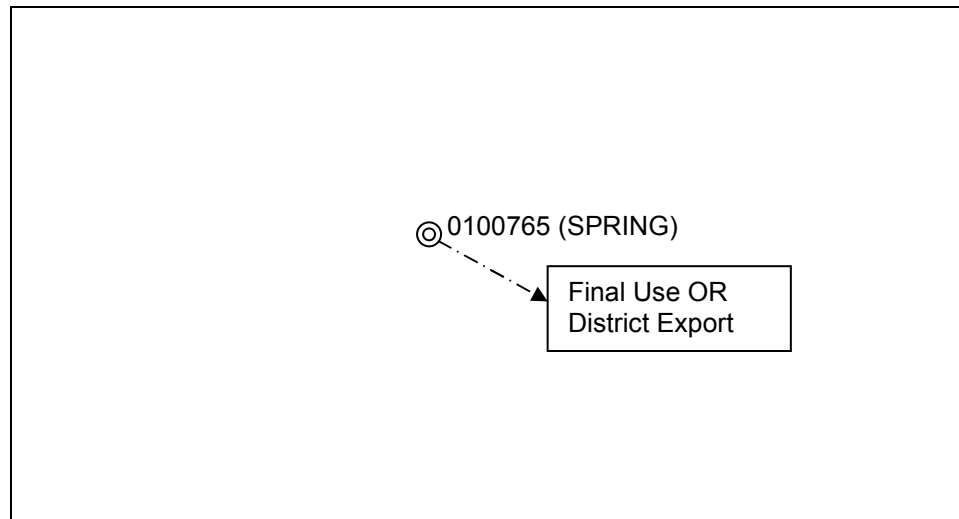 0100765 (SPRING)
Final Use OR
District Export